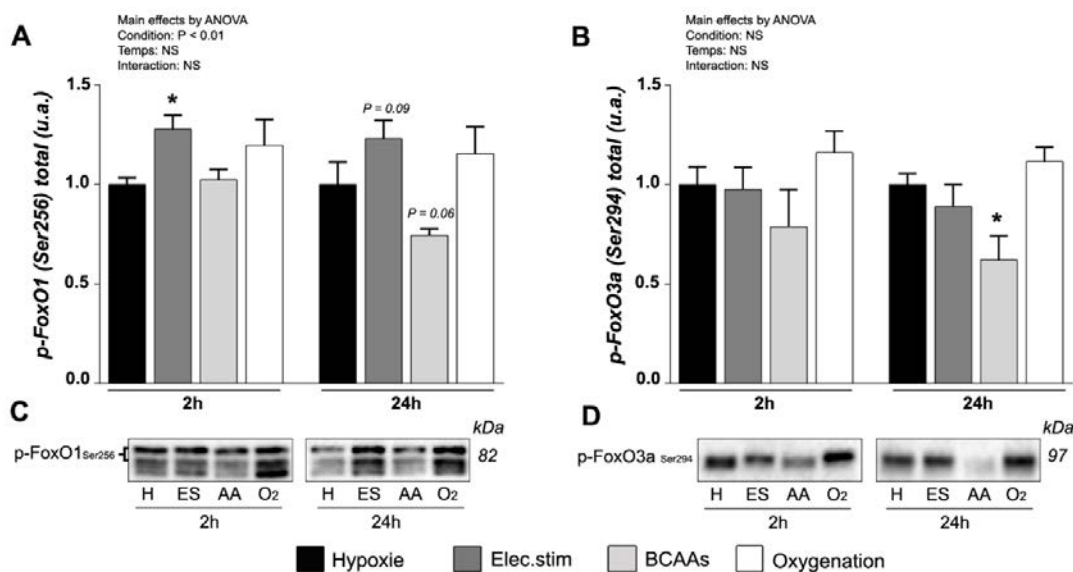 A
Main effects by ANOVA
Condition: P < 0.01
Temps: NS
Interaction: NS
p-FoxO1 (Ser256) total (u.a.)
1.5
1.0
0.5
0.0
*
P = 0.09
P = 0.06
2h
24h
B
Main effects by ANOVA
Condition: NS
Temps: NS
Interaction: NS
p-FoxO3a (Ser294) total (u.a.)
1.5
1.0
0.5
0.0
*
2h
24h
C
kDa
p-FoxO1 Ser256
82
H ES AA O2 H ES AA O2
2h 24h
D
kDa
p-FoxO3a Ser294
97
H ES AA O2 H ES AA O2
2h 24h
Hypoxie Elec.stim BCAAs Oxygenation